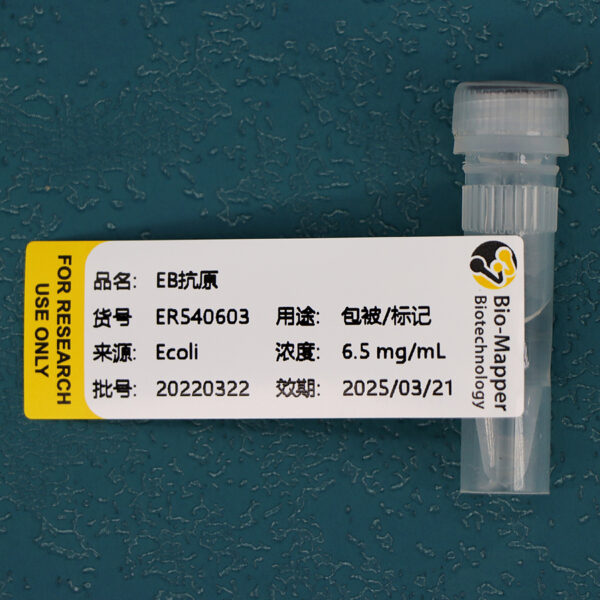 FOR RESEARCH
USE ONLY
品名: EB抗原
货号 ER540603 用途: 包被/标记
来源: Ecoli 浓度: 6.5 mg/mL
批号: 20220322 效期: 2025/03/21
Bio-Mapper
Biotechnology